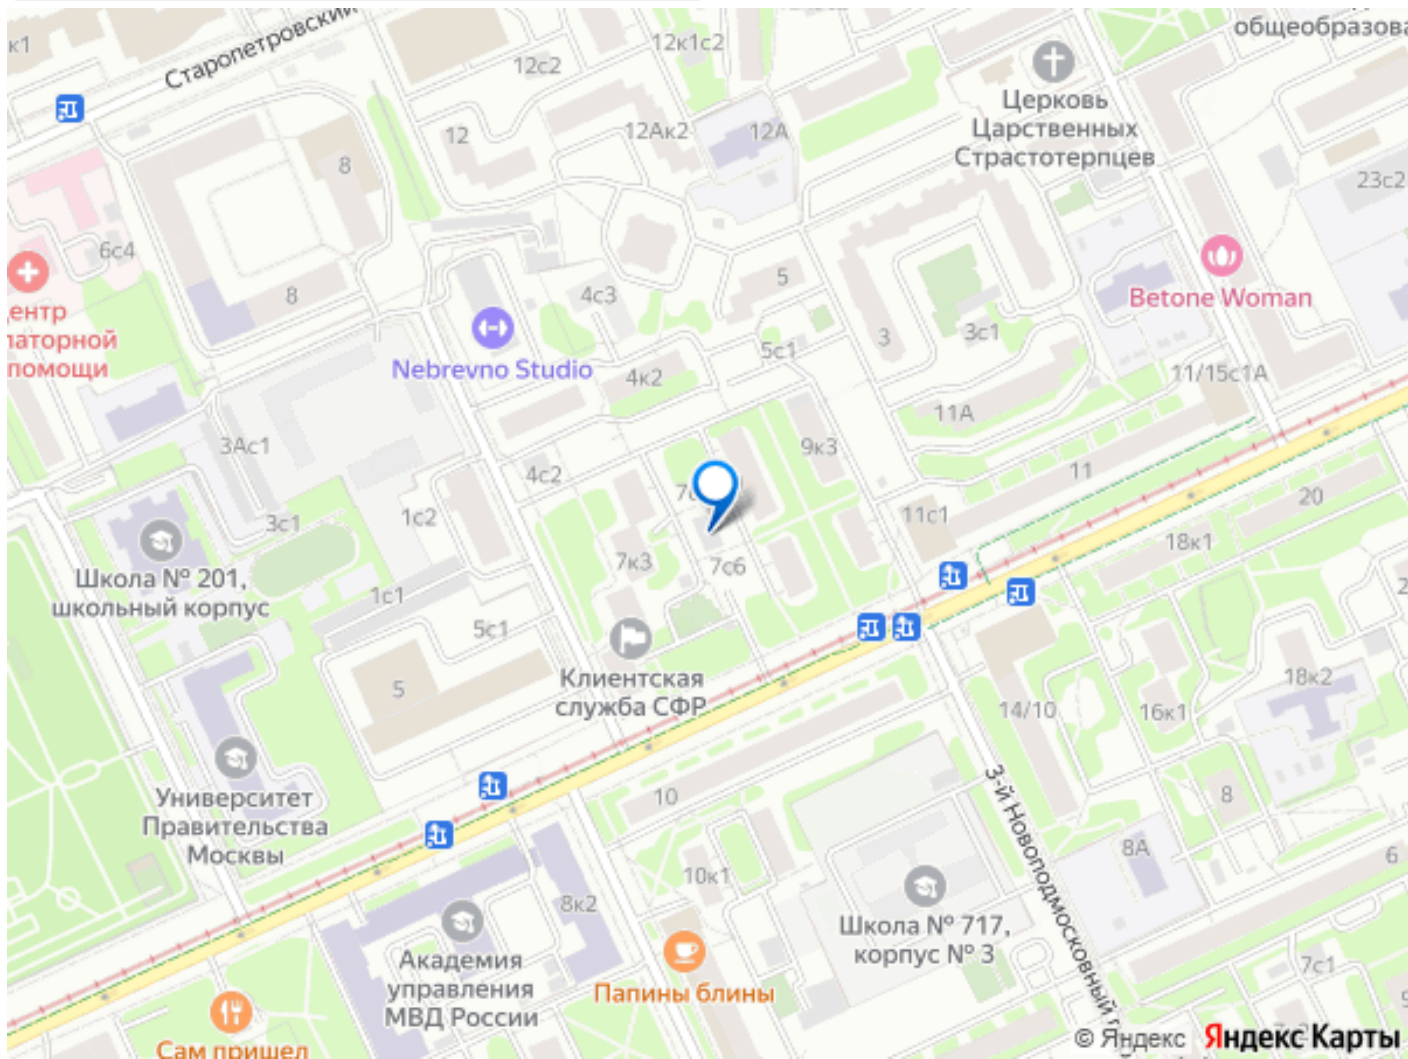 к1
Старопетровский
12к1с2
12с2
общеобразова
Церковь
Царственных
Страстотерпцев
12
12Ак2
12А
8
23с2
6с4
5
8
4с3
Betone Woman
центр
латорной
помощи
Nebrevno Studio
3
3с1
5с1
4к2
11/15с1А
11А
3Ас1
9к3
4с2
11
20
1с2
3с1
11с1
18к1
Школа № 201,
школьный корпус
7к3
7с6
1с1
2
5с1
Клиентская
служба СФР
5
18к2
14/10
16к1
Университет
Правительства
Москвы
10
3-й Новоподмосковный
8
8А
6
10к1
8к2
Школа № 717,
корпус № 3
Академия
управления
МВД России
Папины блины
7с1
Сам пришел
© Яндекс
Яндекс Карты